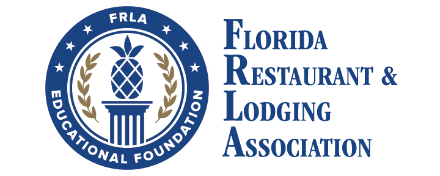 FRLA
EDUCATIONAL FOUNDATION
FLORIDA
RESTAURANT &
LODGING
ASSOCIATION